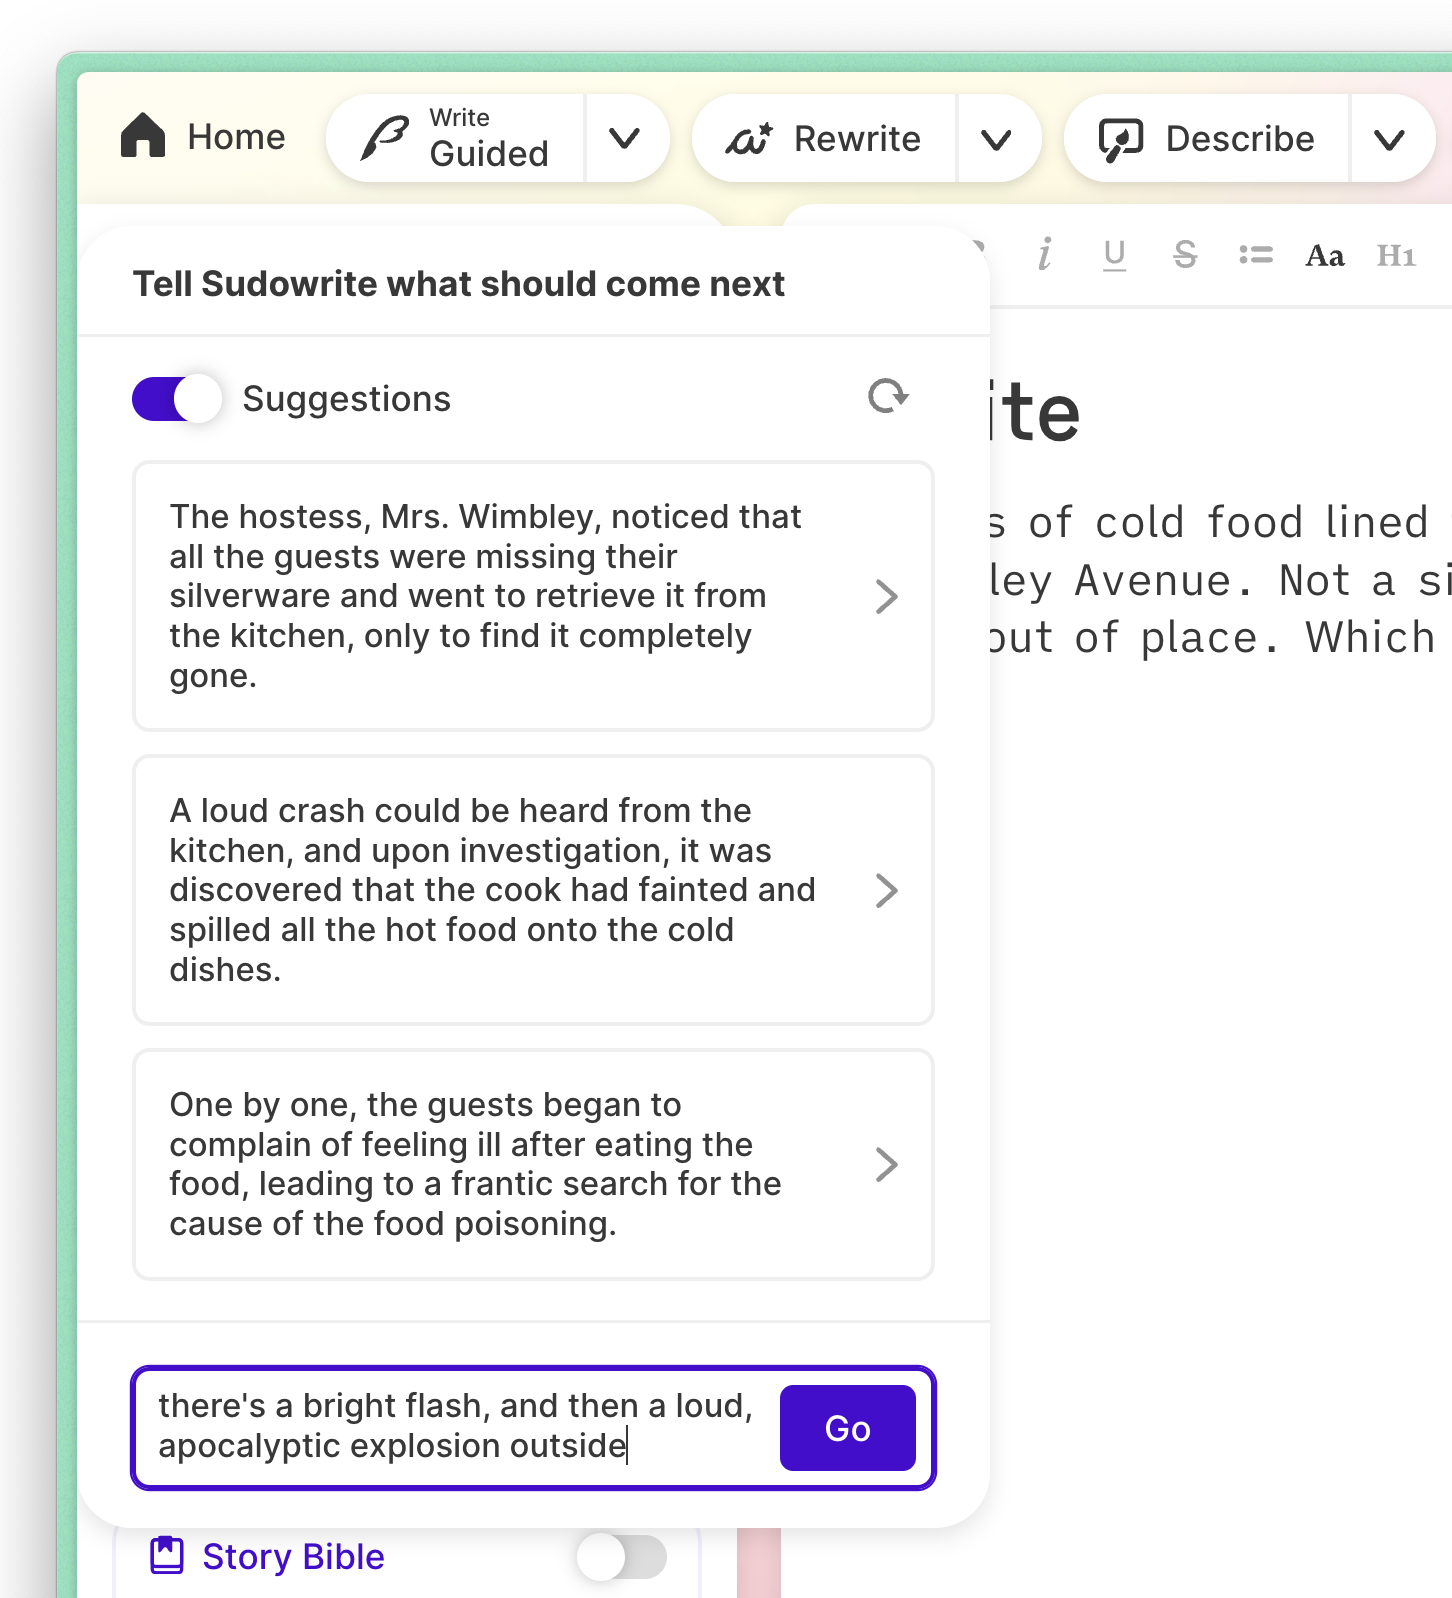 Home
Write
Guided
Rewrite
Describe
Tell Sudowrite what should come next
i U S Aa H1
Suggestions
ite
The hostess, Mrs. Wimbley, noticed that
all the guests were missing their
silverware and went to retrieve it from
the kitchen, only to find it completely
gone.
s of cold food lined
ley Avenue. Not a si
out of place. Which
A loud crash could be heard from the
kitchen, and upon investigation, it was
discovered that the cook had fainted and
spilled all the hot food onto the cold
dishes.
One by one, the guests began to
complain of feeling ill after eating the
food, leading to a frantic search for the
cause of the food poisoning.
there's a bright flash, and then a loud,
apocalyptic explosion outside
Go
Story Bible